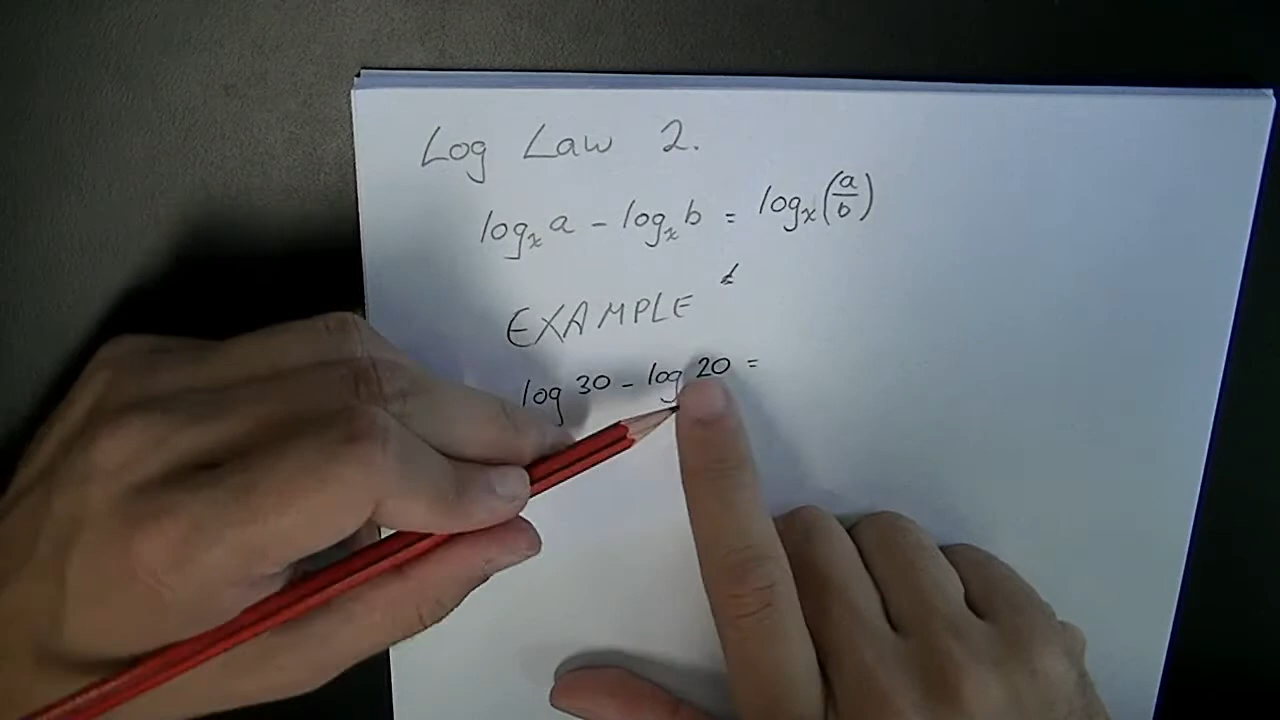 Log Law 2.
logₓa - logₓb = logₓ(a/b)
EXAMPLE
log 30 - log 20 =